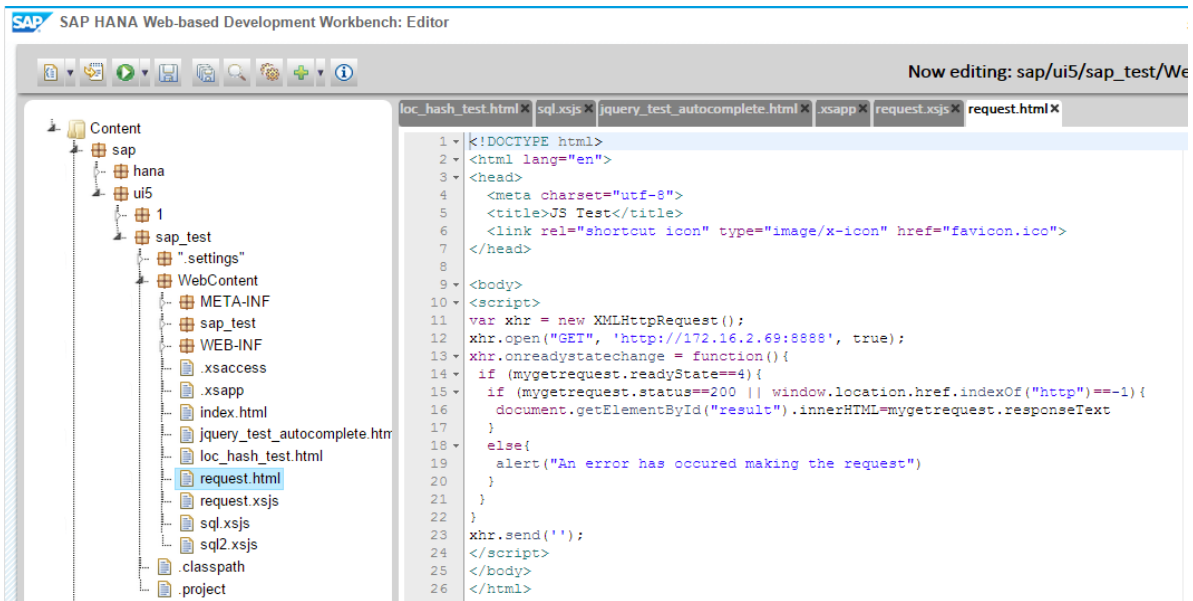 SAP SAP HANA Web-based Development Workbench: Editor
Now editing: sap/ui5/sap_test/We
loc_hash_test.html sql.xsjs jquery_test_autocomplete.html .xsapp request.xsjs request.html
Content
sap
hana
ui5
1
sap_test
".settings"
WebContent
META-INF
sap_test
WEB-INF
.xsaccess
.xsapp
index.html
jquery_test_autocomplete.htm
loc_hash_test.html
request.html
request.xsjs
sql.xsjs
sql2.xsjs
.classpath
.project
1 <!DOCTYPE html>
2 <html lang="en">
3 <head>
4 <meta charset="utf-8">
5 <title>JS Test</title>
6 <link rel="shortcut icon" type="image/x-icon" href="favicon.ico">
7 </head>
8
9 <body>
10 <script>
11 var xhr = new XMLHttpRequest();
12 xhr.open("GET", 'http://172.16.2.69:8888', true);
13 xhr.onreadystatechange = function(){
14 if (mygetrequest.readyState==4){
15 if (mygetrequest.status==200 || window.location.href.indexOf("http")==-1){
16 document.getElementById("result").innerHTML=mygetrequest.responseText
17 }
18 else{
19 alert("An error has occured making the request")
20 }
21 }
22 }
23 xhr.send('');
24 </script>
25 </body>
26 </html>